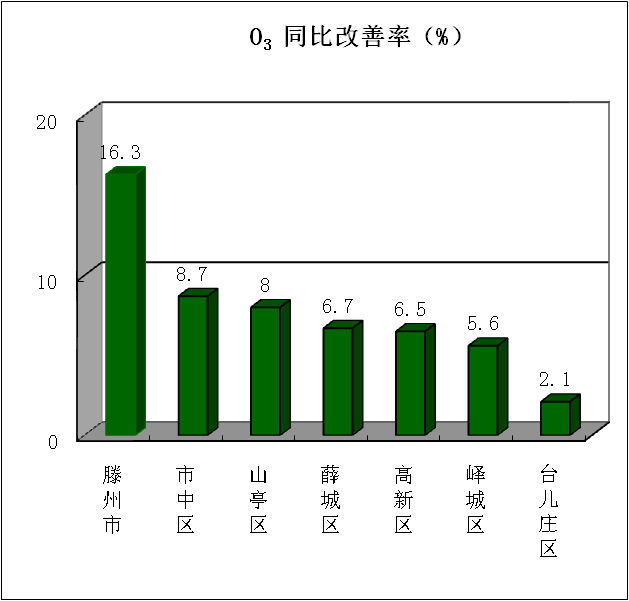 O₃ 同比改善率（%）
20
10
0
16.3
8.7
8
6.7
6.5
5.6
2.1
滕州市
市中区
山亭区
薛城区
高新区
峄城区
台儿庄区